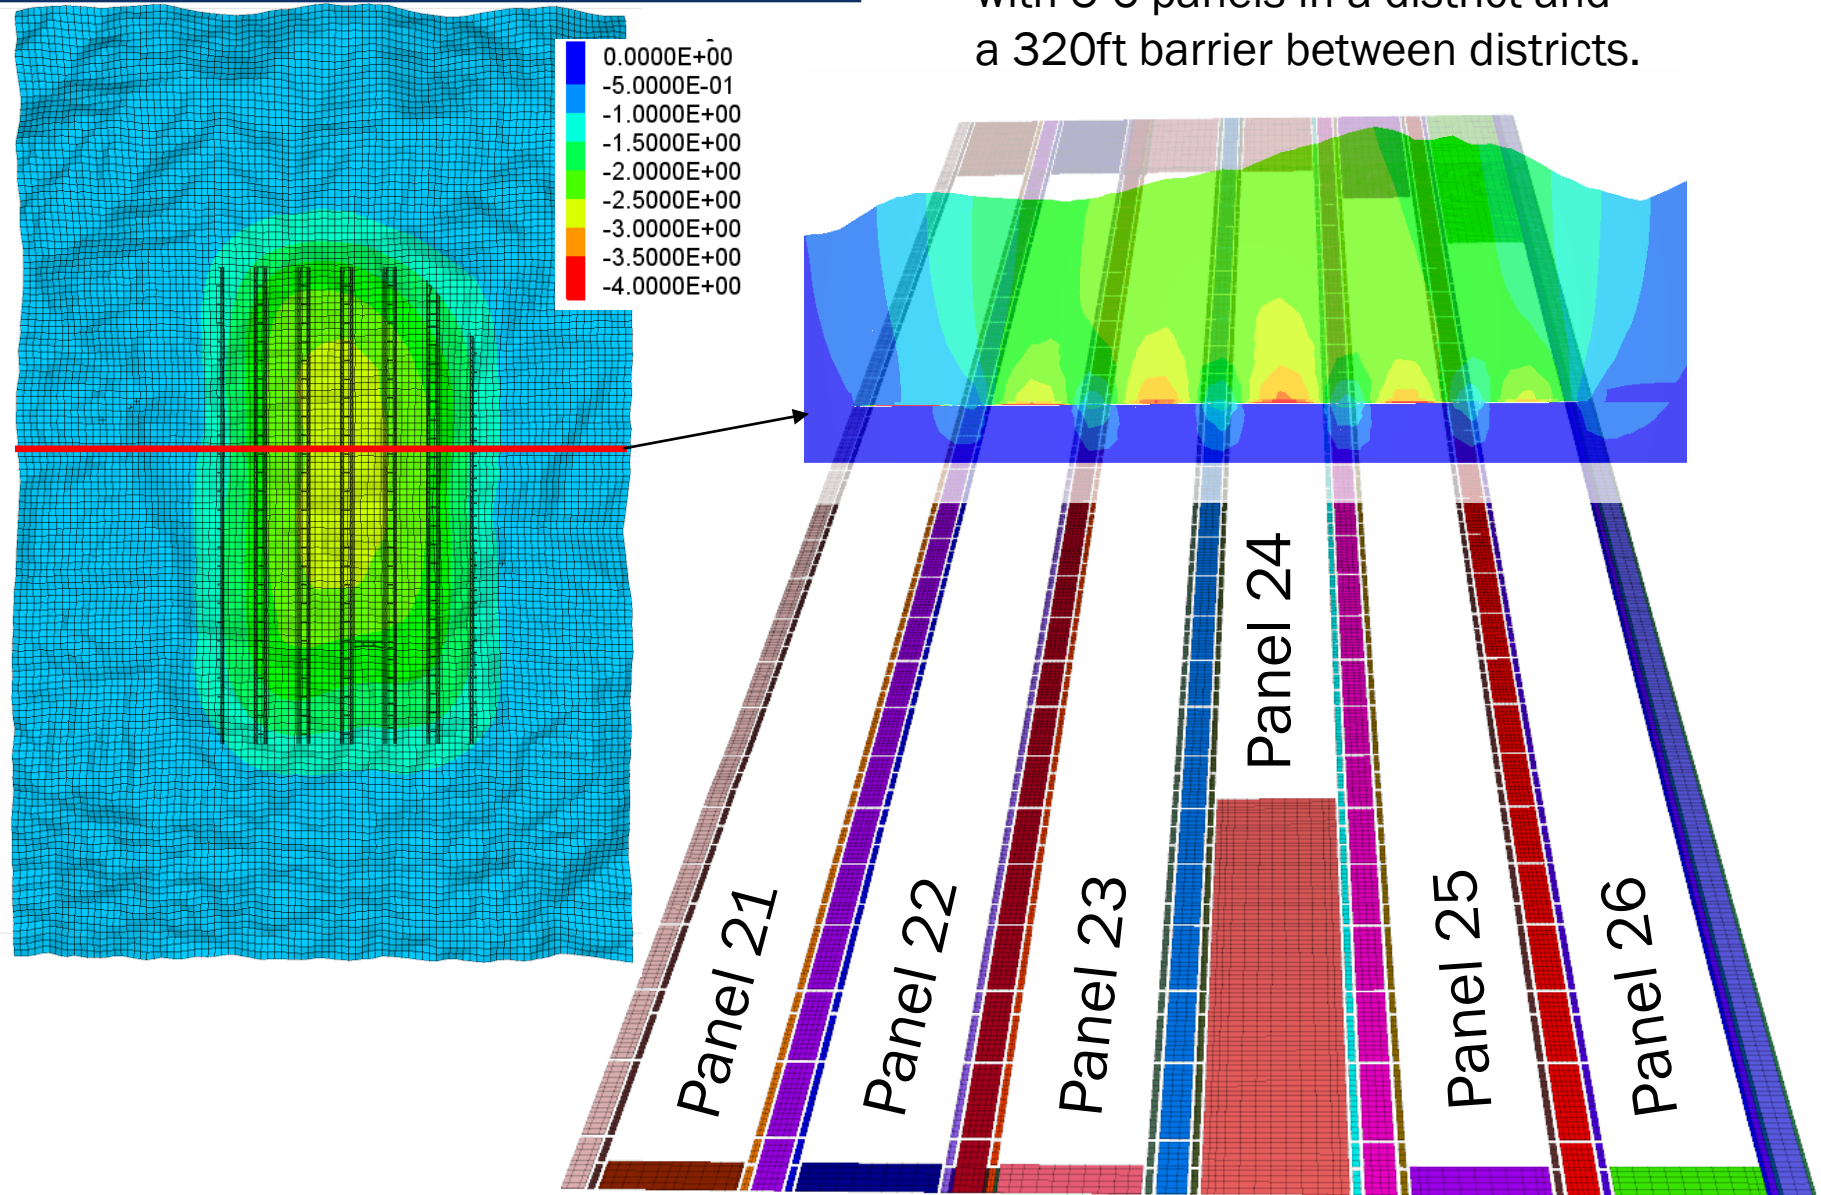 a 320ft barrier between districts.
0.0000E+00
-5.0000E-01
-1.0000E+00
-1.5000E+00
-2.0000E+00
-2.5000E+00
-3.0000E+00
-3.5000E+00
-4.0000E+00
Panel 21
Panel 22
Panel 23
Panel 24
Panel 25
Panel 26